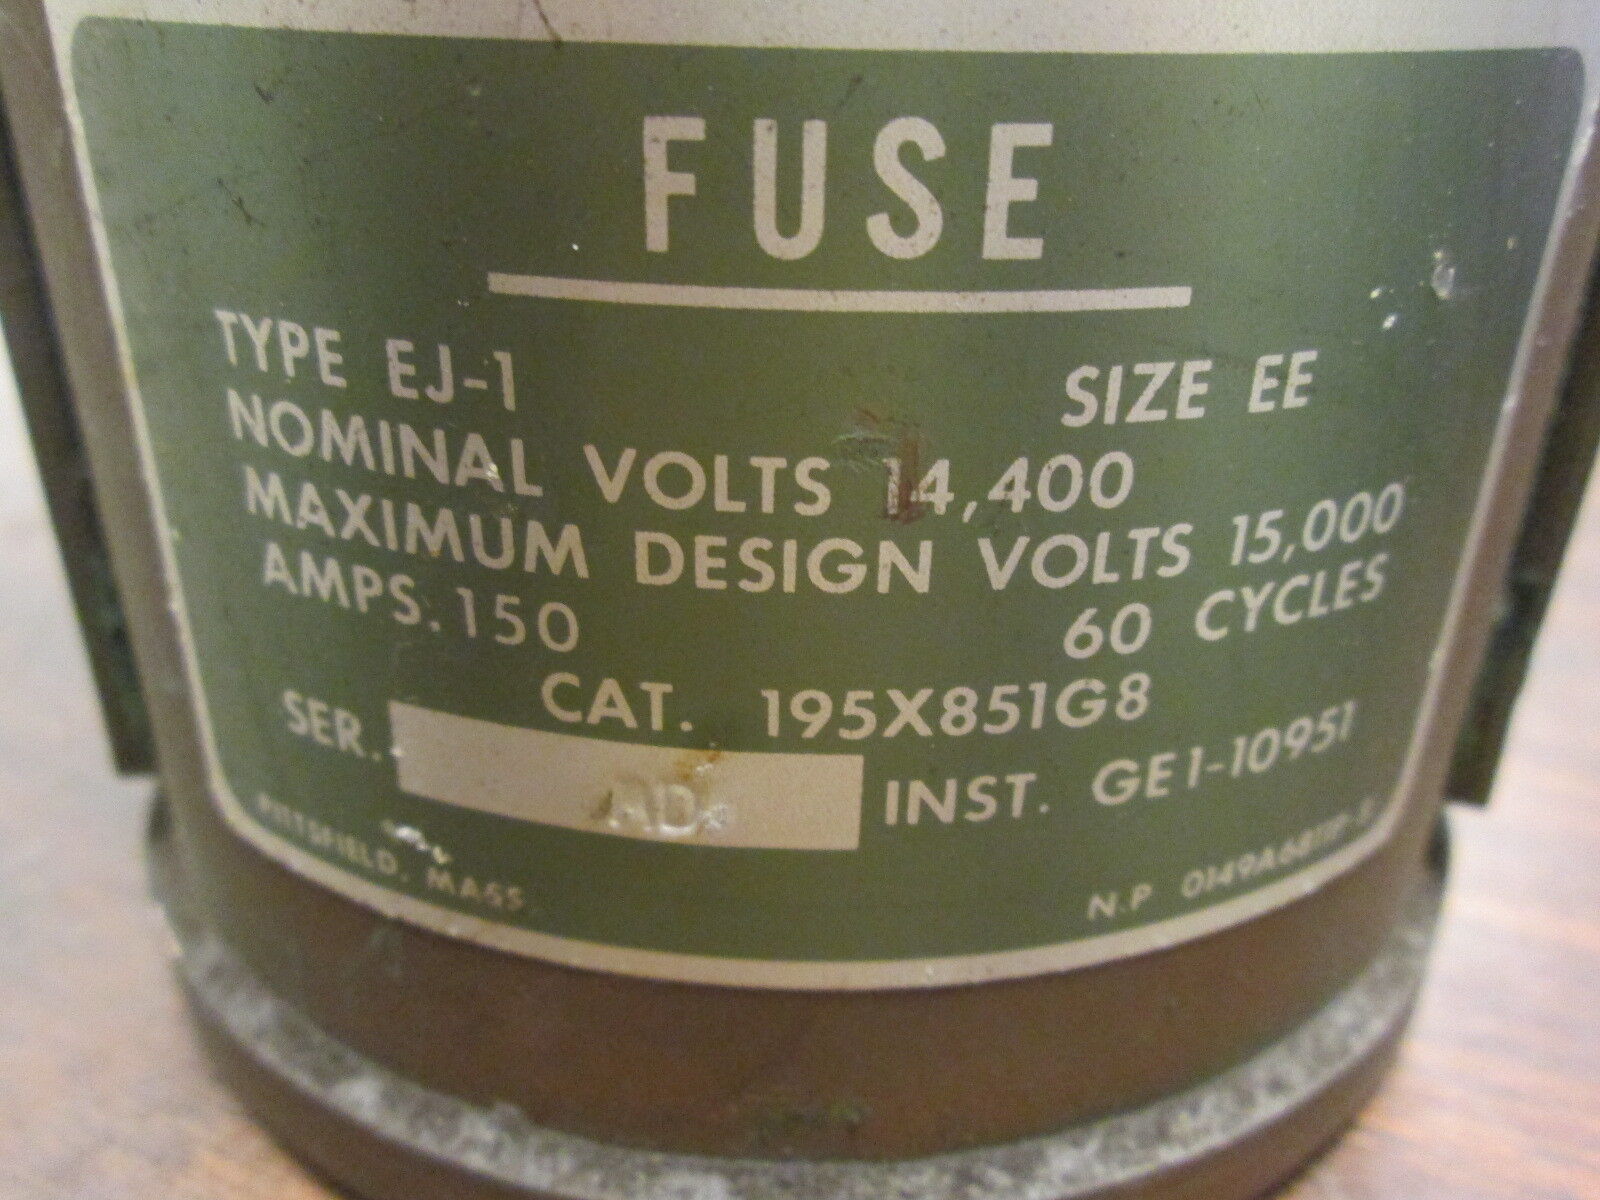 FUSE
TYPE EJ-1 SIZE EE
NOMINAL VOLTS 14,400
MAXIMUM DESIGN VOLTS 15,000
AMPS. 150 60 CYCLES
CAT. 195X851G8
SER. AD INST. GE1-10951
PITTSFIELD, MASS. N.P